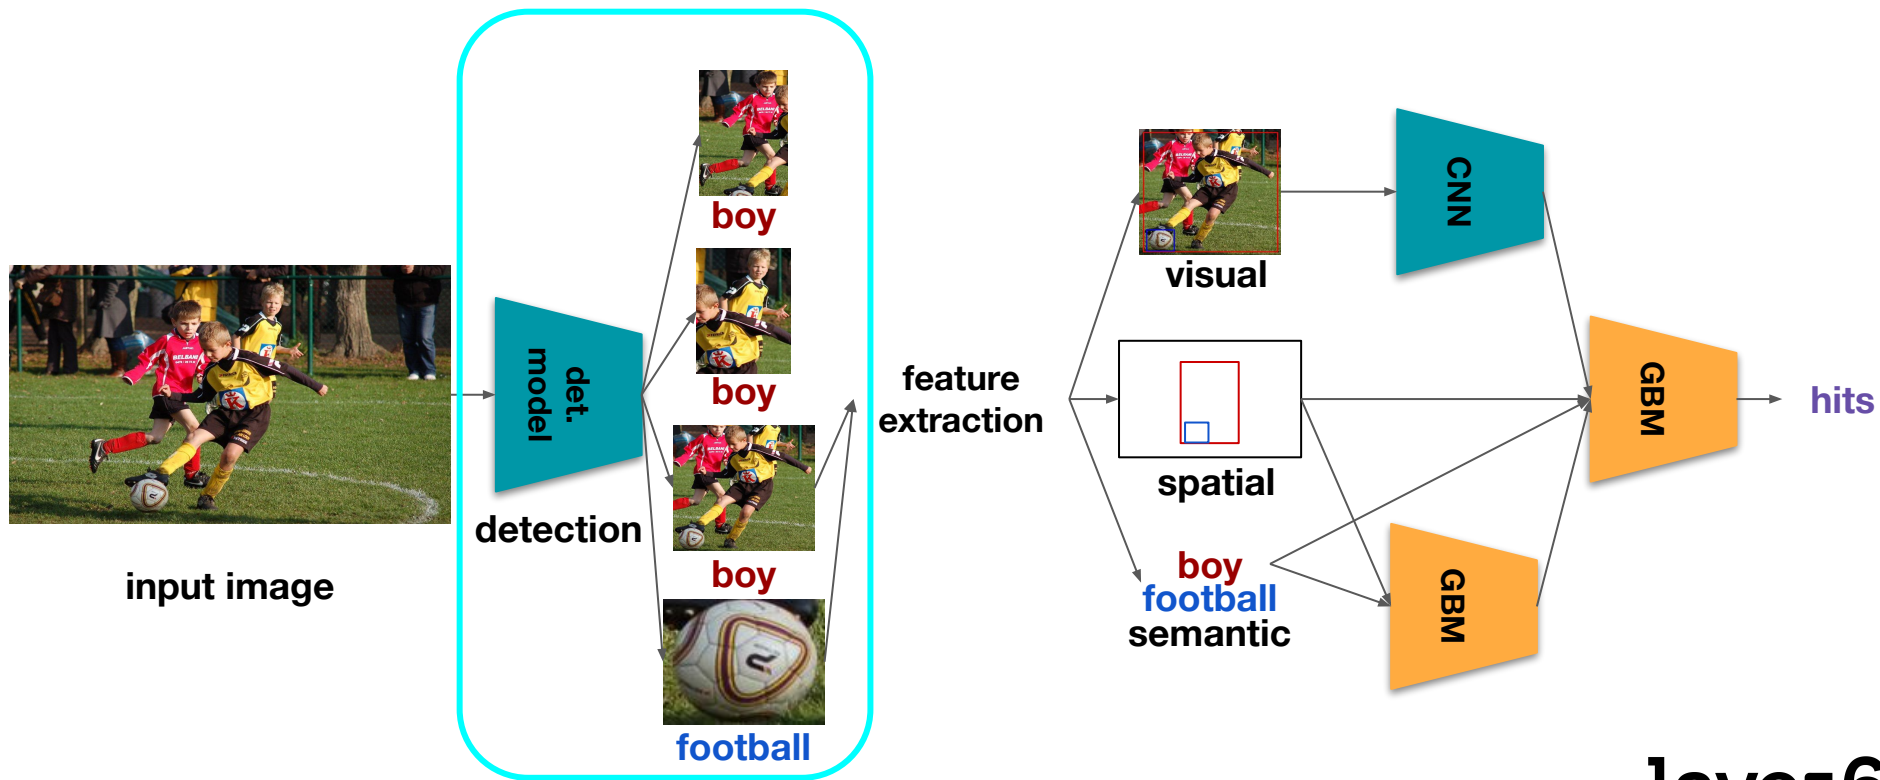 input image
det.
model
detection
boy
boy
boy
football
feature
extraction
visual
spatial
boy
football
semantic
CNN
GBM
GBM
hits